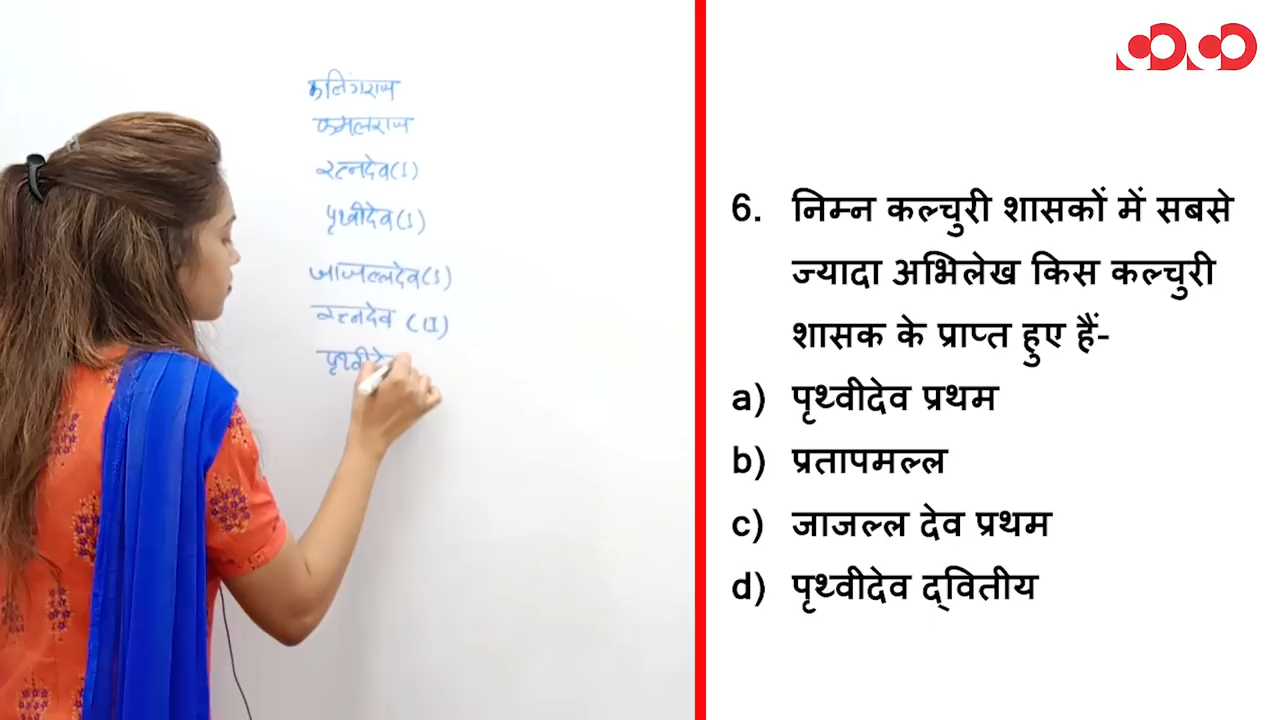 कलिंगराज
कमलराज
रत्नदेव (I)
पृथ्वीदेव (I)
जाजल्लदेव (I)
रत्नदेव (II)
पृथ्वीदे
6. निम्न कल्चुरी शासकों में सबसे
ज्यादा अभिलेख किस कल्चुरी
शासक के प्राप्त हुए हैं-
a) पृथ्वीदेव प्रथम
b) प्रतापमल्ल
c) जाजल्ल देव प्रथम
d) पृथ्वीदेव द्वितीय